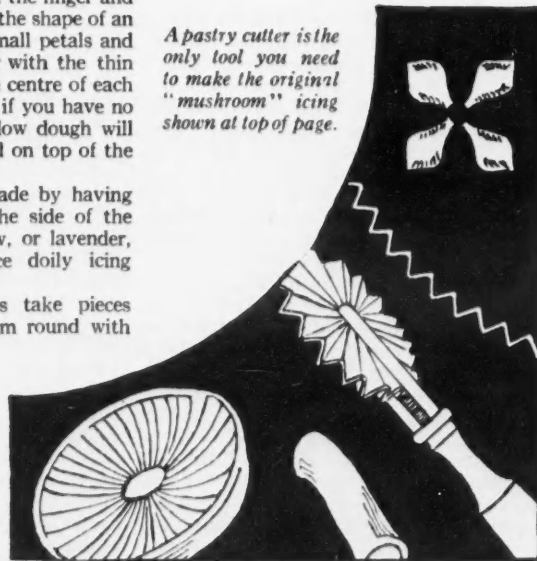 the finger and
the shape of an
mall petals and
with the thin
centre of each
if you have no
low dough will
on top of the
ade by having
he side of the
w, or lavender,
ce doily icing
s take pieces
m round with
A pastry cutter is the
only tool you need
to make the original
"mushroom" icing
shown at top of page.